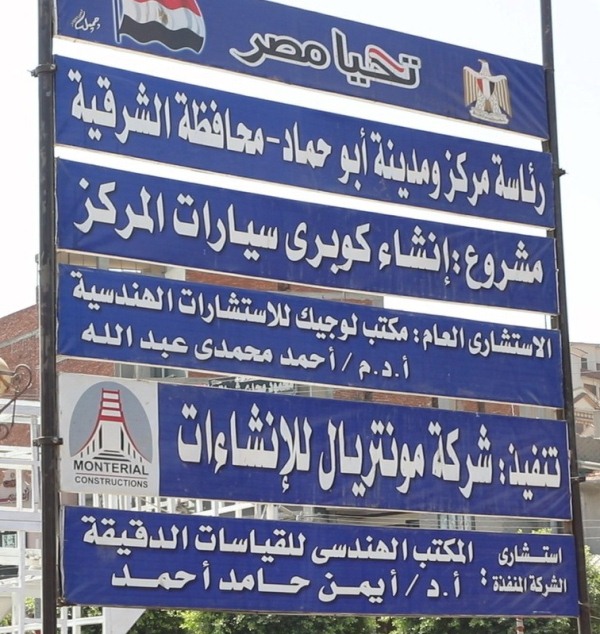 تحيا مصر
رئاسة مركز ومدينة أبو حماد - محافظة الشرقية
مشروع : إنشاء كوبرى سيارات المركز
الاستشارى العام : مكتب لوجيك للاستشارات الهندسية
أ.د.م / أحمد محمدى عبد الله
تنفيذ : شركة مونتريال للإنشاءات
MONTERIAL
CONSTRUCTIONS
استشارى الشركة المنفذة :
المكتب الهندسى للقياسات الدقيقة
أ.د/ أيمن حامد أحمد